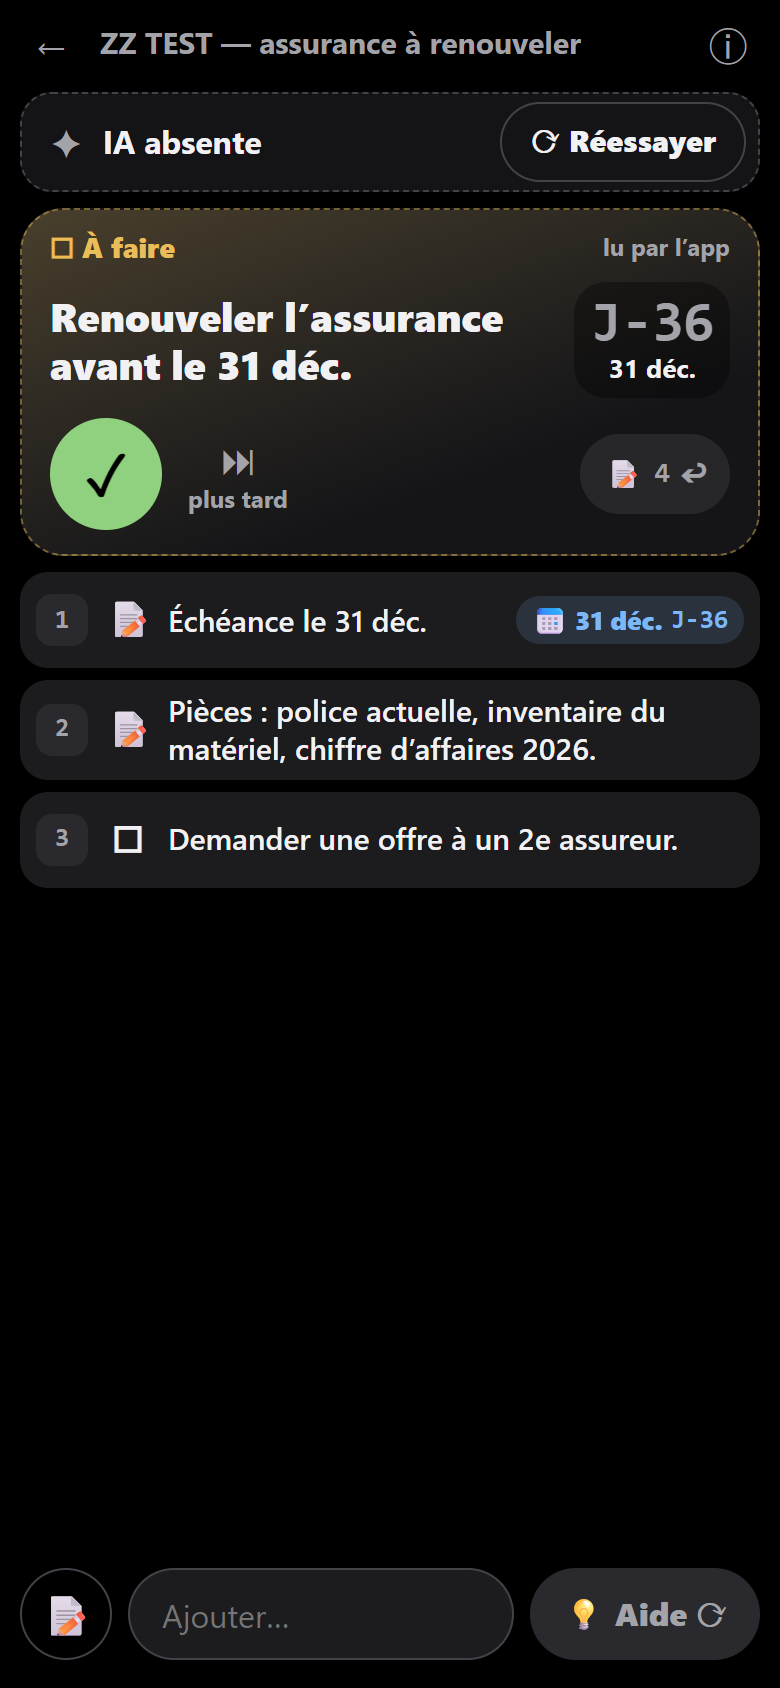 ← ZZ TEST — assurance à renouveler ⓘ
✦ IA absente ⟳ Réessayer
☐ À faire lu par l’app
Renouveler l’assurance
avant le 31 déc.
J-36
31 déc.
✓
⏭
plus tard
📝 4 ↩
1 📝 Échéance le 31 déc. 📅 31 déc. J-36
2 📝 Pièces : police actuelle, inventaire du
matériel, chiffre d’affaires 2026.
3 ☐ Demander une offre à un 2e assureur.
📝 Ajouter… 💡 Aide ⟳